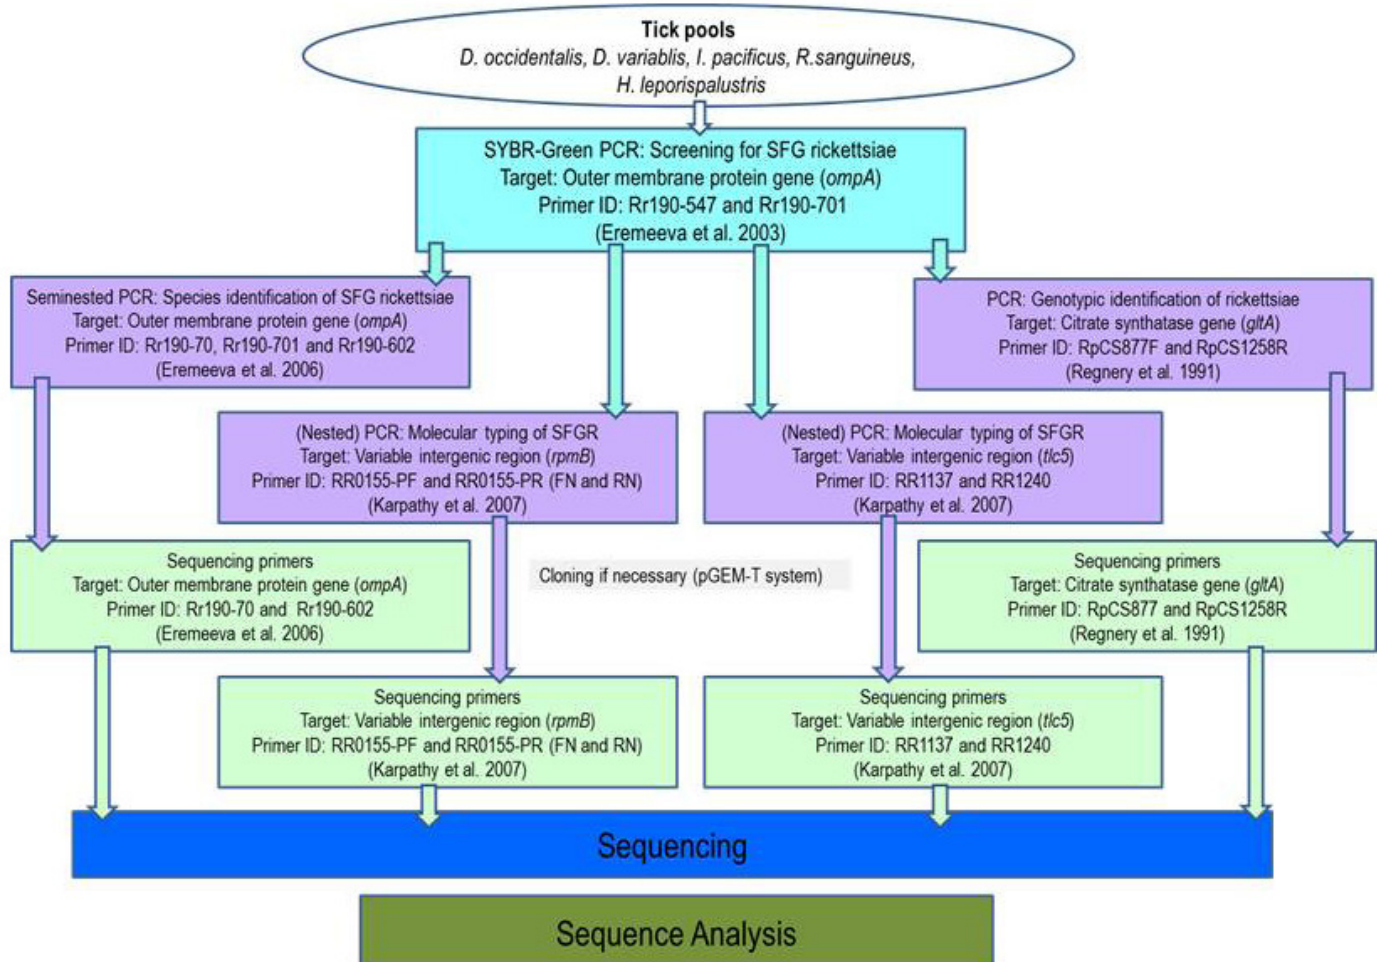 Tick pools
D. occidentalis, D. variablis, I. pacificus, R.sanguineus,
H. leporispalustris
SYBR-Green PCR: Screening for SFG rickettsiae
Target: Outer membrane protein gene (ompA)
Primer ID: Rr190-547 and Rr190-701
(Eremeeva et al. 2003)
Seminested PCR: Species identification of SFG rickettsiae
Target: Outer membrane protein gene (ompA)
Primer ID: Rr190-70, Rr190-701 and Rr190-602
(Eremeeva et al. 2006)
PCR: Genotypic identification of rickettsiae
Target: Citrate synthatase gene (gltA)
Primer ID: RpCS877F and RpCS1258R
(Regnery et al. 1991)
(Nested) PCR: Molecular typing of SFGR
Target: Variable intergenic region (rpmB)
Primer ID: RR0155-PF and RR0155-PR (FN and RN)
(Karpathy et al. 2007)
(Nested) PCR: Molecular typing of SFGR
Target: Variable intergenic region (tlc5)
Primer ID: RR1137 and RR1240
(Karpathy et al. 2007)
Sequencing primers
Target: Outer membrane protein gene (ompA)
Primer ID: Rr190-70 and Rr190-602
(Eremeeva et al. 2006)
Cloning if necessary (pGEM-T system)
Sequencing primers
Target: Citrate synthatase gene (gltA)
Primer ID: RpCS877 and RpCS1258R
(Regnery et al. 1991)
Sequencing primers
Target: Variable intergenic region (rpmB)
Primer ID: RR0155-PF and RR0155-PR (FN and RN)
(Karpathy et al. 2007)
Sequencing primers
Target: Variable intergenic region (tlc5)
Primer ID: RR1137 and RR1240
(Karpathy et al. 2007)
Sequencing
Sequence Analysis